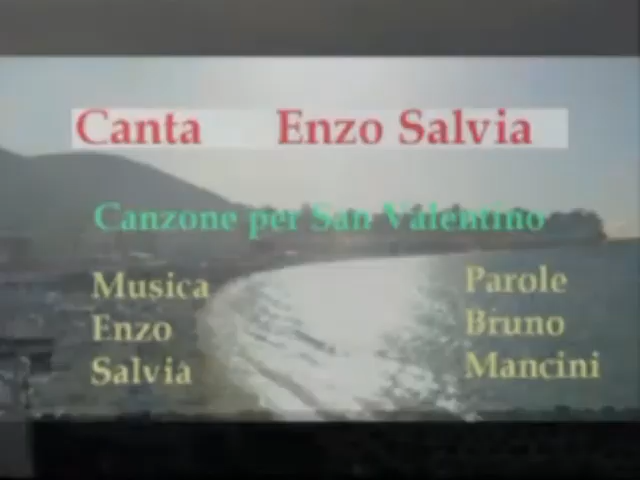 Canta Enzo Salvia
Canzone per San Valentino
Musica
Enzo
Salvia
Parole
Bruno
Mancini